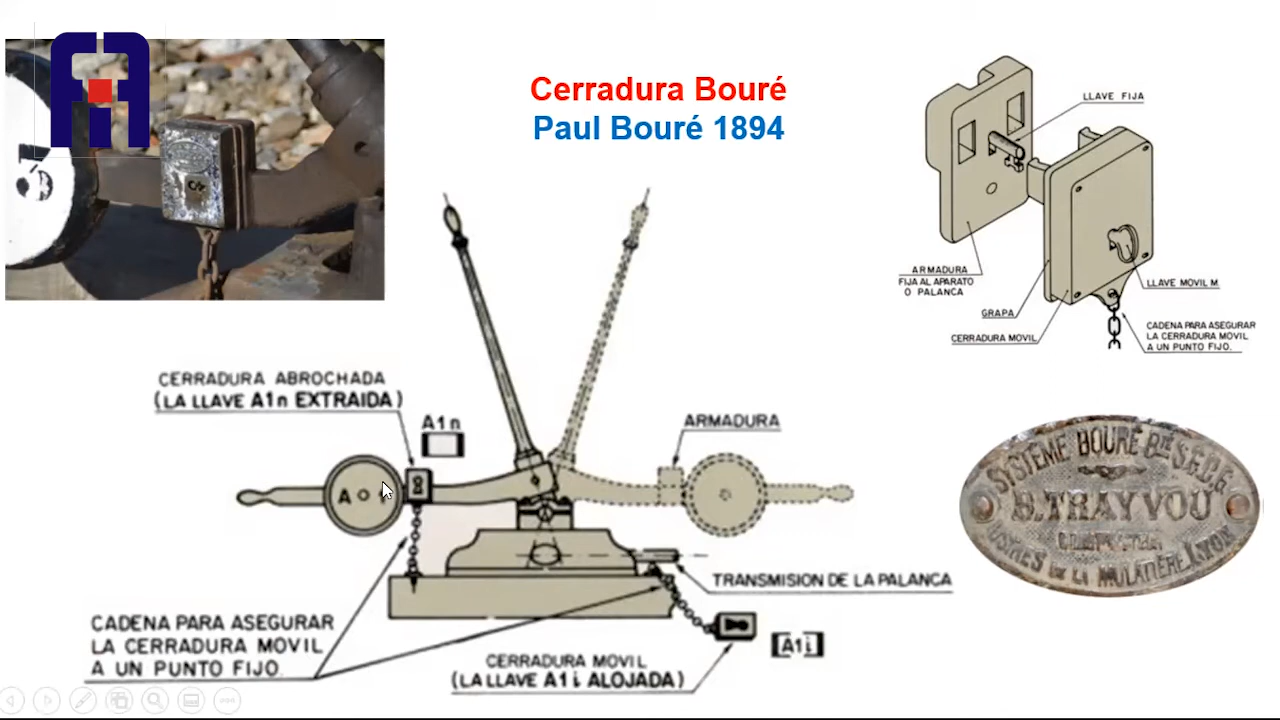 Cerradura Bouré
Paul Bouré 1894
LLAVE FIJA
ARMADURA
FIJA AL APARATO
O PALANCA
GRAPA
CERRADURA MOVIL
LLAVE MOVIL M.
CADENA PARA ASEGURAR
LA CERRADURA MOVIL
A UN PUNTO FIJO.
CERRADURA ABROCHADA
(LA LLAVE A1n EXTRAIDA)
A1n
ARMADURA
A
TRANSMISION DE LA PALANCA
CADENA PARA ASEGURAR
LA CERRADURA MOVIL
A UN PUNTO FIJO.
CERRADURA MOVIL
(LA LLAVE A1i ALOJADA)
A1i
SYSTÈME BOURÉ Bté S.G.D.G.
B. TRAYVOU
USINES DE LA MULATIÈRE LYON